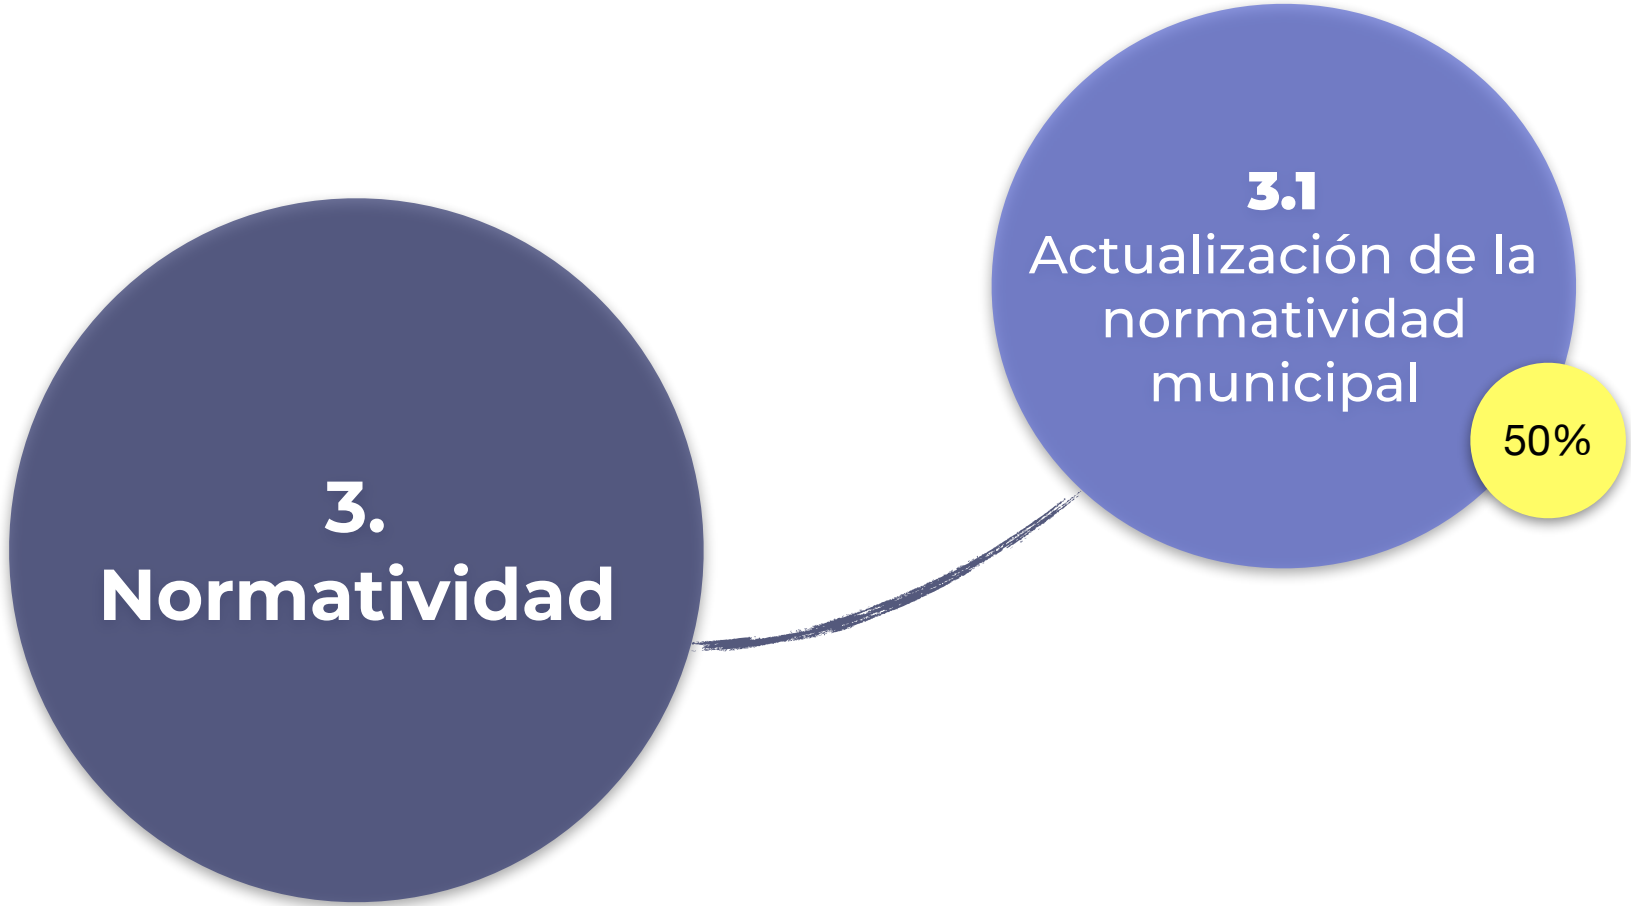 3.
Normatividad
3.1
Actualización de la
normatividad
municipal
50%